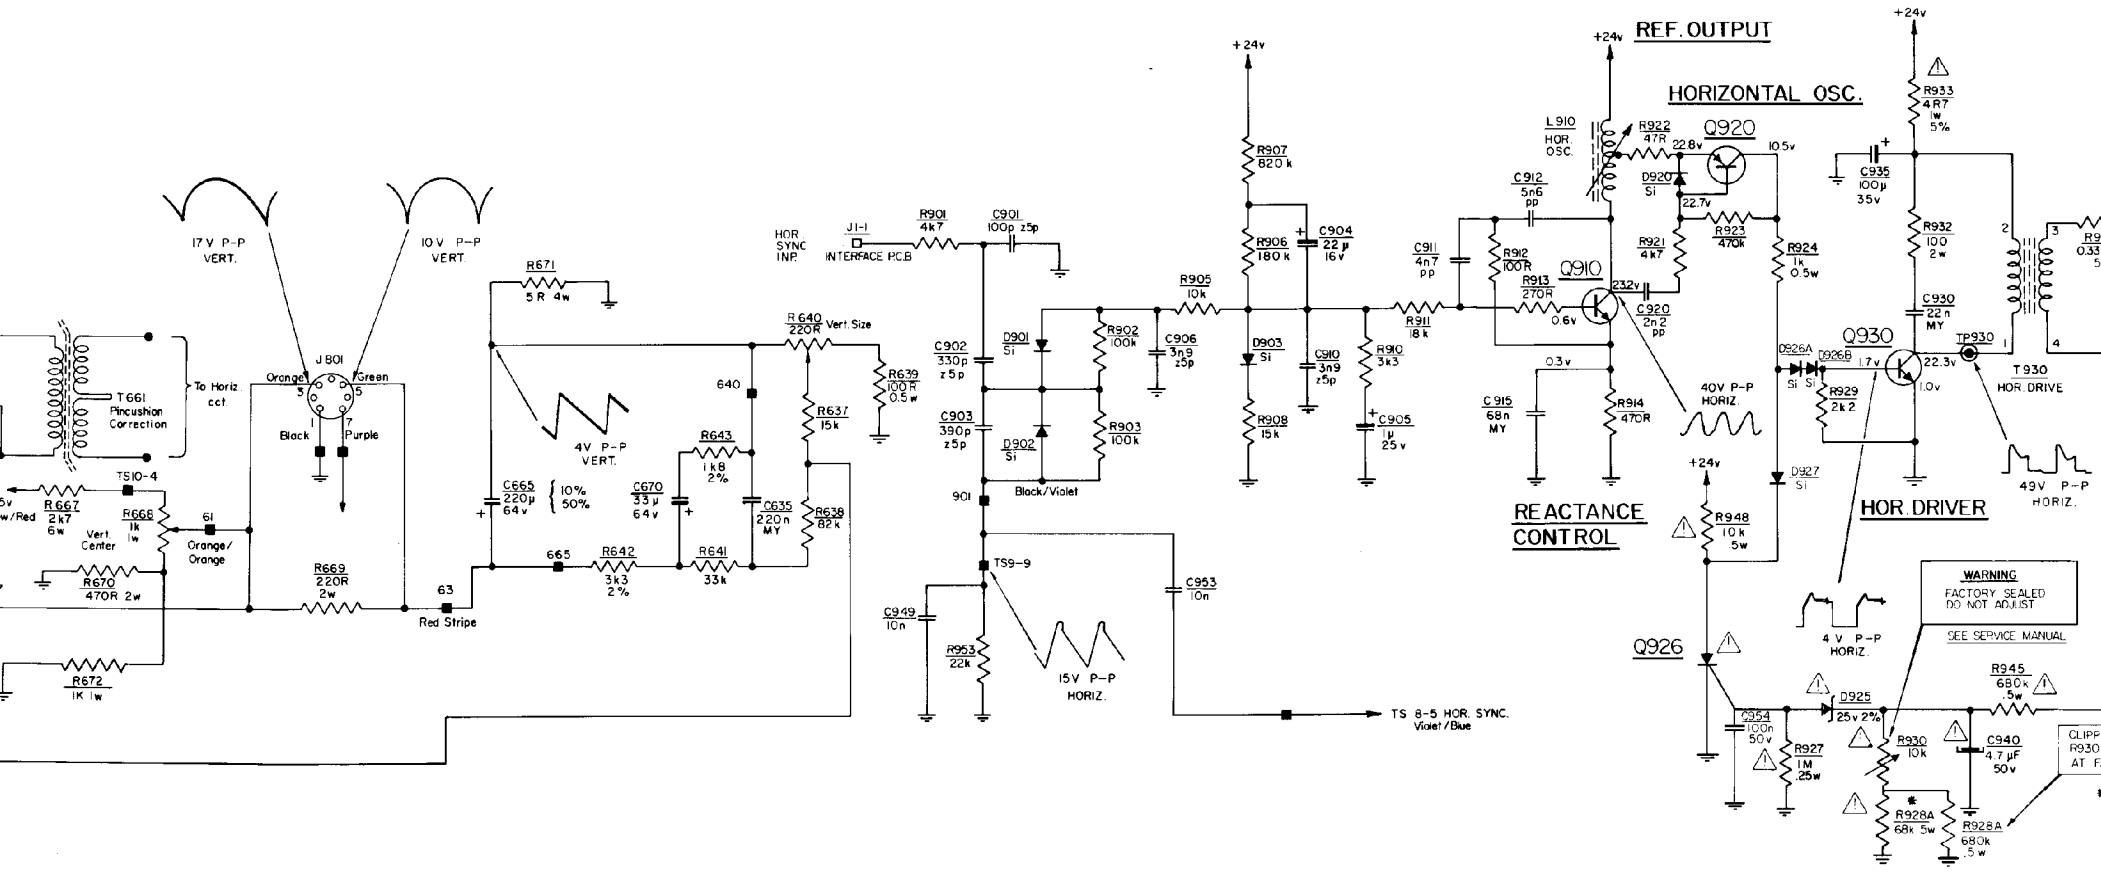 17V P-P
VERT.
10V P-P
VERT.
J801
Orange
3
Green
5
1
7
Black
Purple
T661
Pincushion
Correction
To Horiz.
cct.
TS10-4
R667
2k7
6w
w/Red
R668
1k
1w
61
Vert.
Center
Orange/
Orange
R670
470R 2w
R669
220R
2w
63
Red Stripe
R672
1K 1w
R671
5R 4w
R640
220R
Vert. Size
R639
100R
0.5w
640
R637
15k
4V P-P
VERT.
R643
1k8
2%
C665
220µ
64v
10%
50%
+
C670
33µ
64v
+
C635
220n
MY
R638
82k
665
R642
3k3
2%
R641
33k
HOR.
SYNC
INP.
J1-1
INTERFACE P.C.B
R901
4k7
C901
100p z5p
C902
330p
z5p
C903
390p
z5p
D901
Si
D902
Si
R902
100k
R903
100k
C906
3n9
z5p
901
Black/Violet
TS9-9
C949
10n
R953
22k
15V P-P
HORIZ.
C953
10n
TS 8-5 HOR. SYNC.
Violet/Blue
R905
10k
+24v
R907
820k
R906
180k
+
C904
22µ
16v
D903
Si
R908
15k
C910
3n9
z5p
R910
3k3
+
C905
1µ
25v
R911
18k
C911
4n7
pp
R912
100R
C912
5n6
pp
R913
270R
0.6v
Q910
23.2v
0.3v
C915
68n
MY
R914
470R
REACTANCE
CONTROL
+24v
REF. OUTPUT
HORIZONTAL OSC.
L910
HOR.
OSC.
R922
47R
Q920
22.8v
10.5v
D920
Si
22.7v
R923
470k
R921
4k7
C920
2n2
pp
R924
1k
0.5w
40V P-P
HORIZ.
D926A
Si
D926B
Si
1.7v
R929
2k2
Q930
22.3v
1.0v
D927
Si
+24v
R948
10k
.5w
+24v
R933
4R7
1w
5%
+
C935
100µ
35v
R932
100
2w
C930
22n
MY
TP930
2
3
1
4
T930
HOR. DRIVE
0.33
49V P-P
HORIZ.
HOR. DRIVER
4V P-P
HORIZ.
WARNING
FACTORY SEALED
DO NOT ADJUST
SEE SERVICE MANUAL
Q926
C954
100n
50v
R927
1M
.25w
D925
25v 2%
R930
10k
C940
4.7µF
50v
R945
680k
.5w
*
R928A
68k .5w
R928A
680k
.5w
CLIPP
R930
AT F